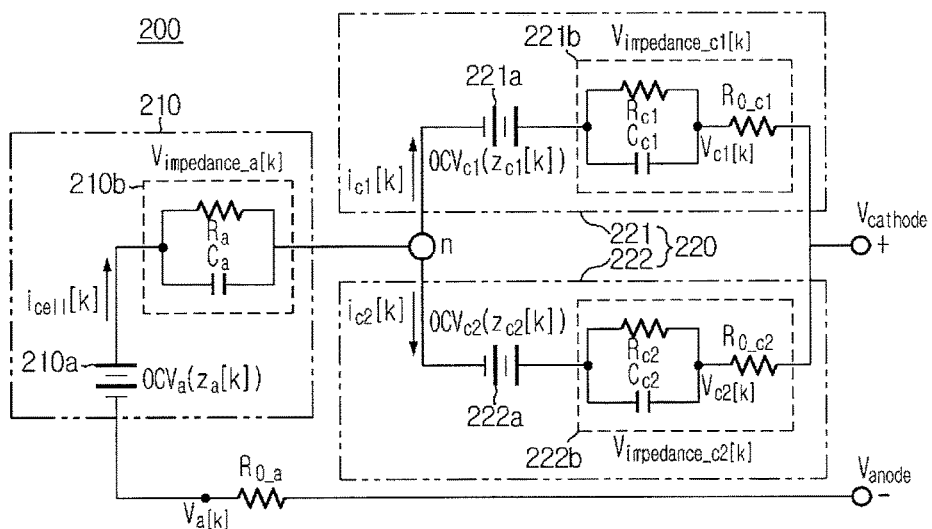 200
221b
V_impedance_c1[k]
221a
R_c1
C_c1
R_0_c1
V_c1[k]
OCV_c1(z_c1[k])
i_c1[k]
210
V_impedance_a[k]
210b
R_a
C_a
i_cell[k]
210a
OCV_a(z_a[k])
n
221
222
} 220
V_cathode
+
i_c2[k]
OCV_c2(z_c2[k])
222a
R_c2
C_c2
R_0_c2
V_c2[k]
222b
V_impedance_c2[k]
R_0_a
V_a[k]
V_anode
-